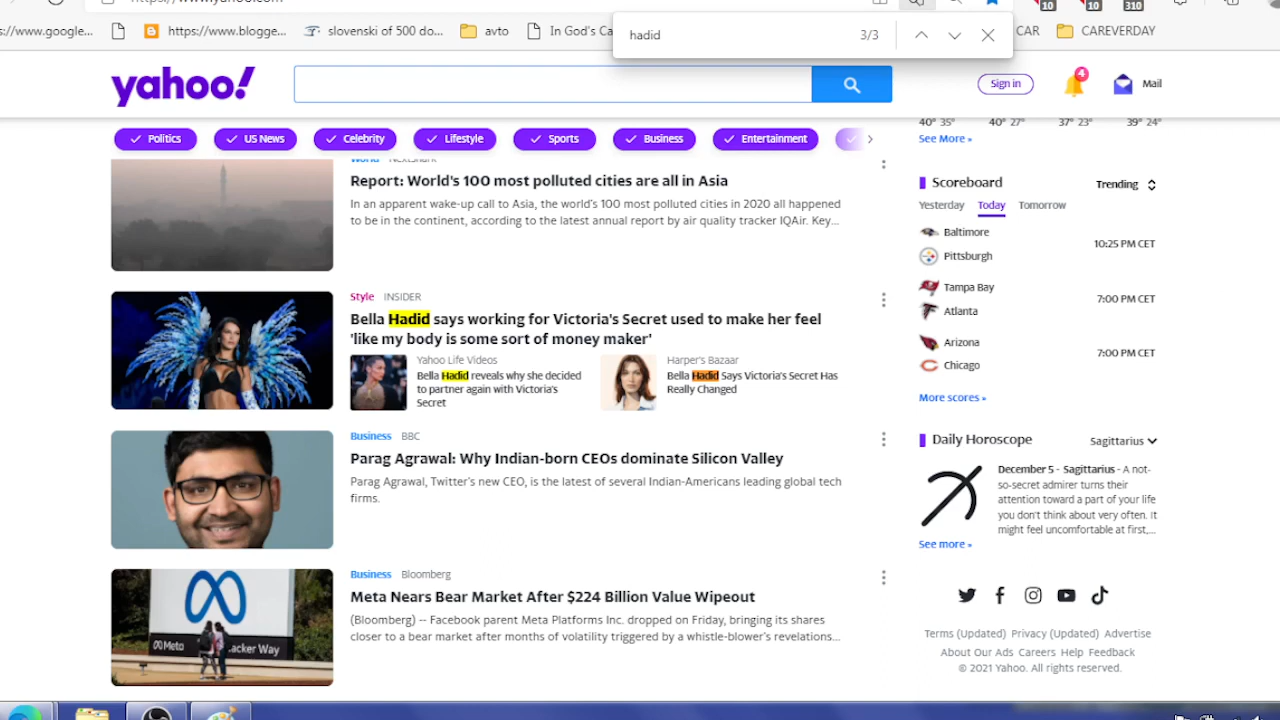 s://www.google...
https://www.blogge...
slovenski of 500 do...
avto
In God's Ca
CAR
CAREVERDAY
10
10
310
hadid
3/3
yahoo!
Sign in
4
Mail
Politics
US News
Celebrity
Lifestyle
Sports
Business
Entertainment
World Nextshark
Report: World's 100 most polluted cities are all in Asia
In an apparent wake-up call to Asia, the world's 100 most polluted cities in 2020 all happened
to be in the continent, according to the latest annual report by air quality tracker IQAir. Key...
Style INSIDER
Bella Hadid says working for Victoria's Secret used to make her feel
'like my body is some sort of money maker'
Yahoo Life Videos
Bella Hadid reveals why she decided
to partner again with Victoria's
Secret
Harper's Bazaar
Bella Hadid Says Victoria's Secret Has
Really Changed
Business BBC
Parag Agrawal: Why Indian-born CEOs dominate Silicon Valley
Parag Agrawal, Twitter's new CEO, is the latest of several Indian-Americans leading global tech
firms.
Business Bloomberg
Meta Nears Bear Market After $224 Billion Value Wipeout
(Bloomberg) -- Facebook parent Meta Platforms Inc. dropped on Friday, bringing its shares
closer to a bear market after months of volatility triggered by a whistle-blower's revelations...
Meto
acker Way
40° 35° 40° 27° 37° 23° 39° 24°
See More »
Scoreboard
Trending
Yesterday Today Tomorrow
Baltimore
Pittsburgh
10:25 PM CET
Tampa Bay
Atlanta
7:00 PM CET
Arizona
Chicago
7:00 PM CET
More scores »
Daily Horoscope
Sagittarius
December 5 - Sagittarius - A not-
so-secret admirer turns their
attention toward a part of your life
you don't think about very often. It
might feel uncomfortable at first,...
See more »
Terms (Updated) Privacy (Updated) Advertise
About Our Ads Careers Help Feedback
© 2021 Yahoo. All rights reserved.